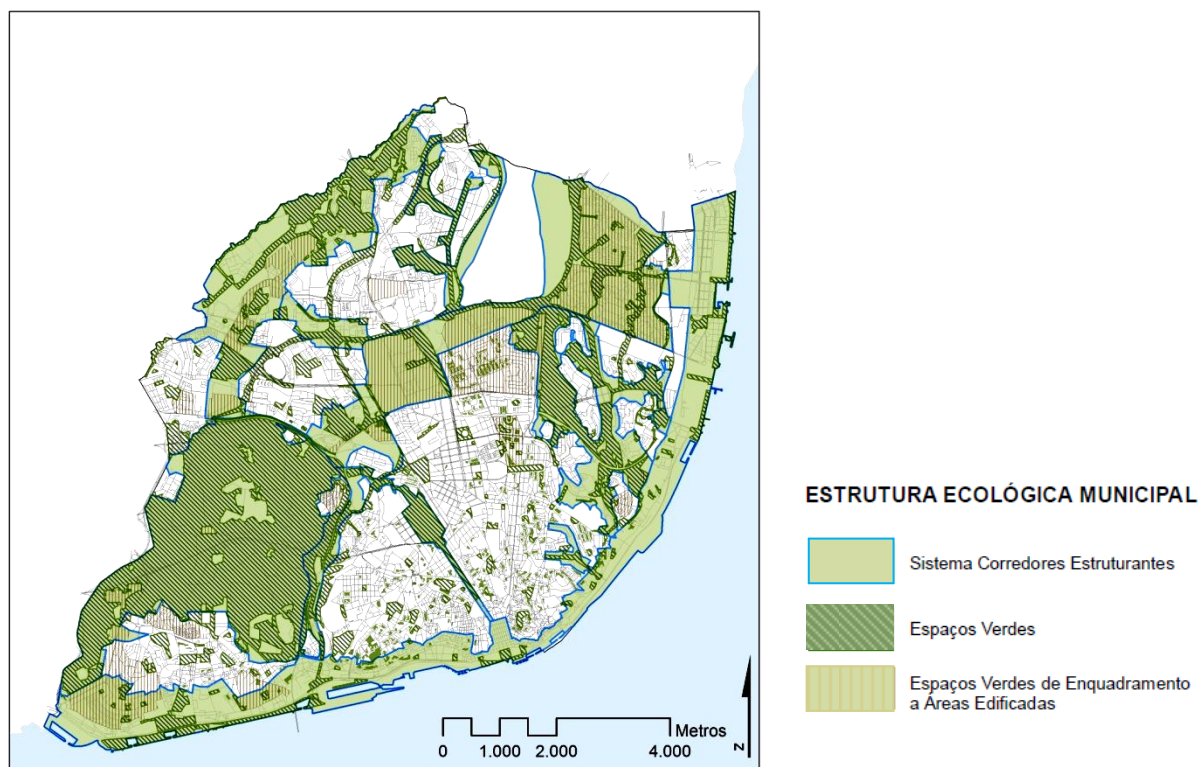 ESTRUTURA ECOLÓGICA MUNICIPAL
Sistema Corredores Estruturantes
Espaços Verdes
Espaços Verdes de Enquadramento
a Áreas Edificadas
Metros
0 1.000 2.000 4.000
N